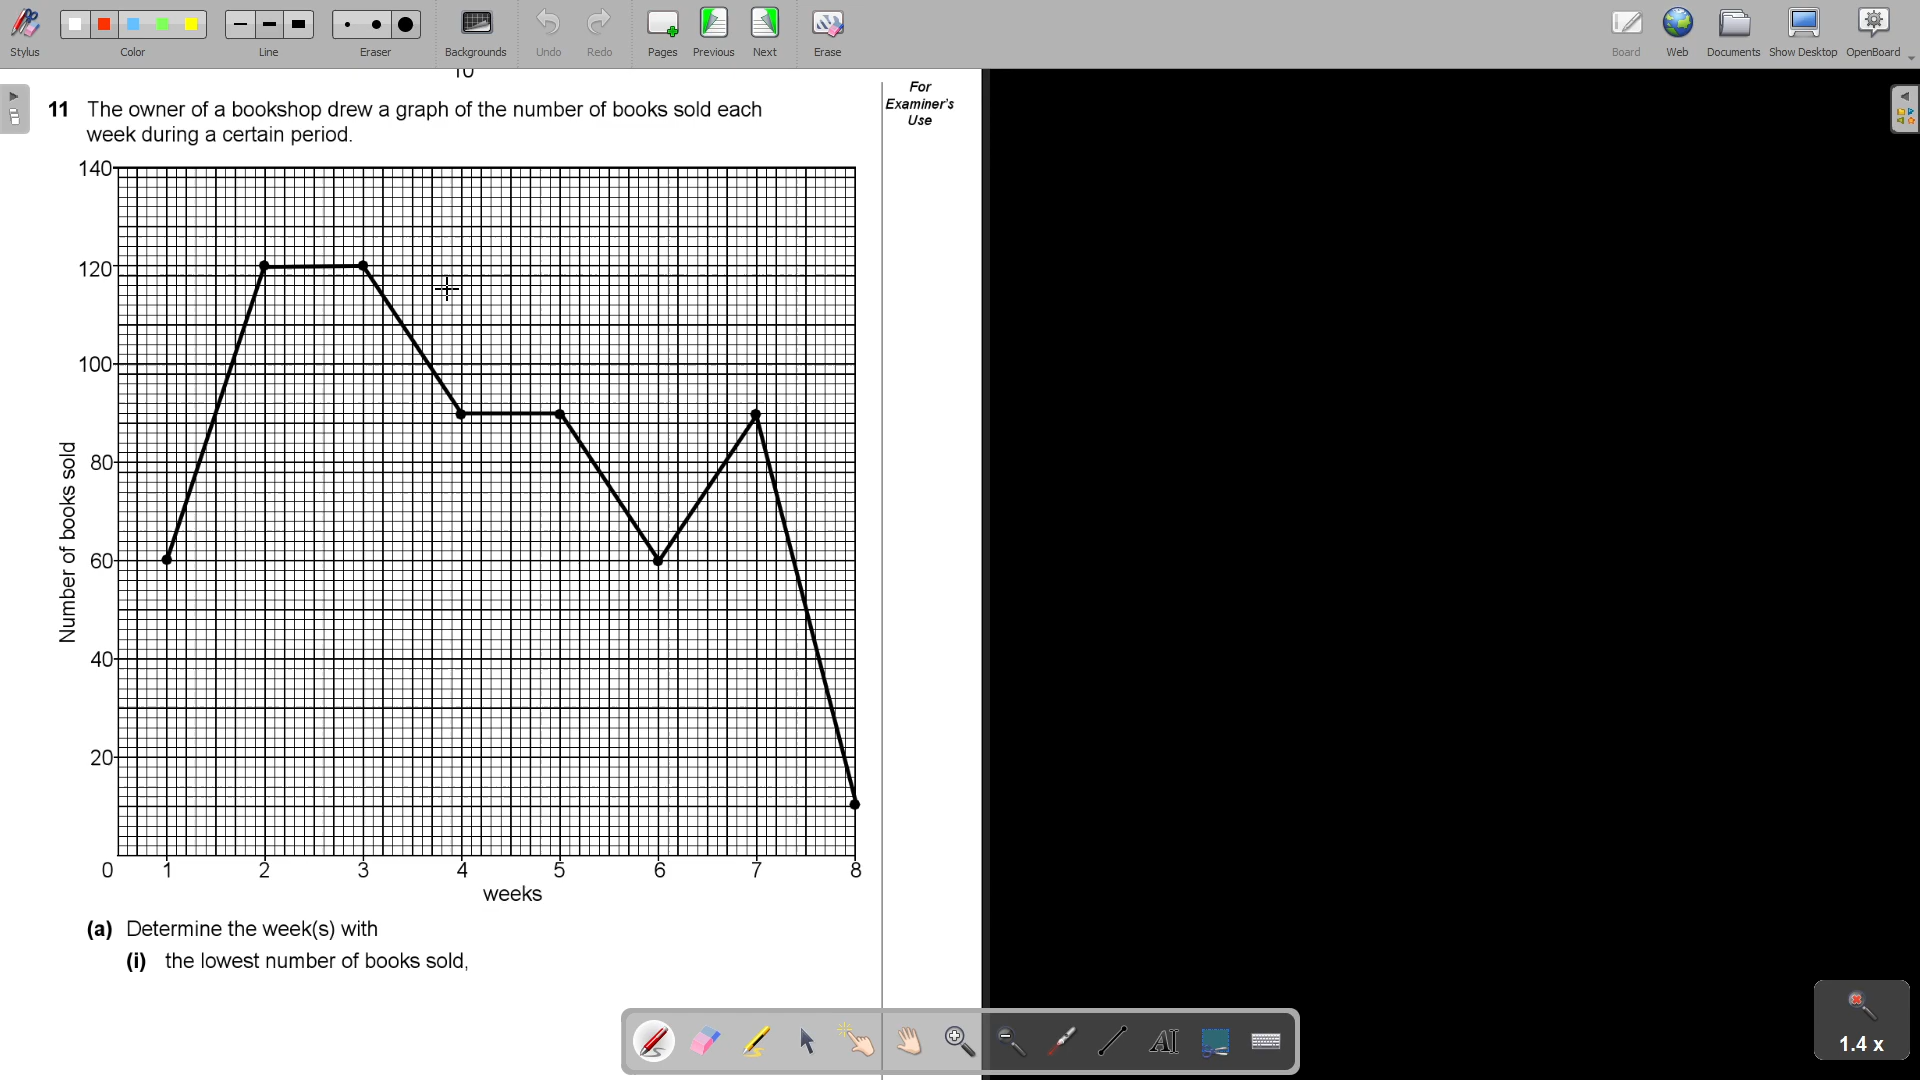 Stylus
Color
Line
Eraser
Backgrounds
Undo
Redo
Pages
Previous
Next
Erase
Board
Web
Documents
Show Desktop
OpenBoard
10
For
Examiner's
Use
11 The owner of a bookshop drew a graph of the number of books sold each
week during a certain period.
140
120
100
80
60
40
20
0
Number of books sold
1 2 3 4 5 6 7 8
weeks
(a) Determine the week(s) with
(i) the lowest number of books sold,
AI
1.4 x